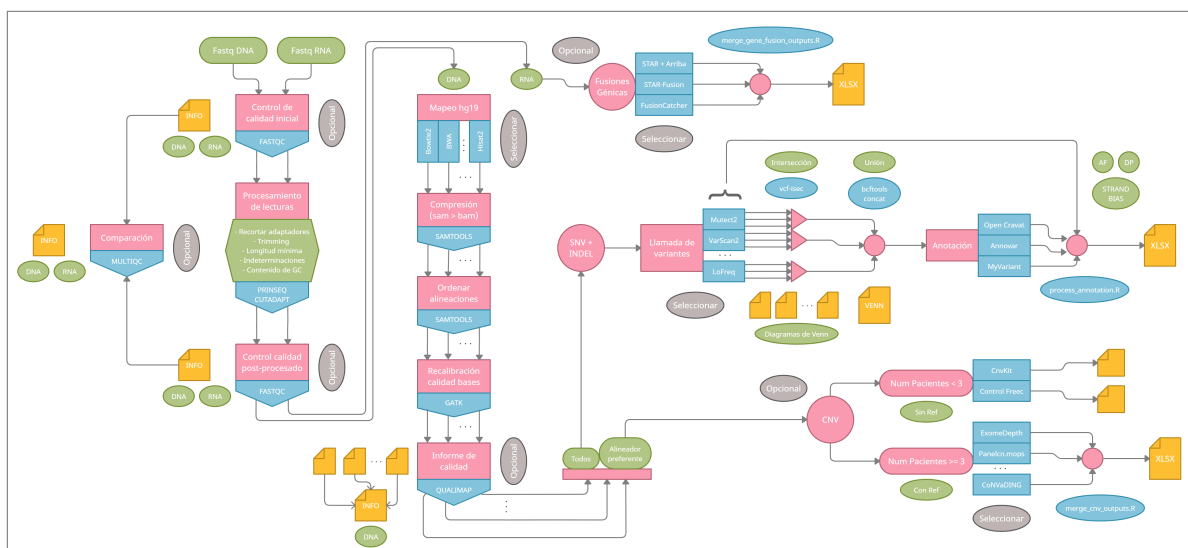 Fastq DNA
Fastq RNA
Control de
calidad inicial
FASTQC
Opcional
INFO
DNA
RNA
Procesamiento
de lecturas
- Recortar adaptadores
- Trimming
- Longitud mínima
- Indeterminaciones
- Contenido de GC
PRINSEQ
CUTADAPT
Comparación
MULTIQC
Opcional
INFO
DNA
RNA
Control calidad
post-procesado
FASTQC
Opcional
INFO
DNA
RNA
DNA
RNA
Mapeo hg19
Bowtie2
BWA
...
Hisat2
Seleccionar
...
Compresión
(sam > bam)
SAMTOOLS
...
Ordenar
alineaciones
SAMTOOLS
...
Recalibración
calidad bases
GATK
...
Informe de
calidad
QUALIMAP
Opcional
...
INFO
DNA
...
Todos
Alineador
preferente
Opcional
Fusiones
Génicas
STAR + Arriba
STAR-Fusion
FusionCatcher
Seleccionar
merge_gene_fusion_outputs.R
XLSX
SNV +
INDEL
Llamada de
variantes
Mutect2
VarScan2
...
LoFreq
Seleccionar
Intersección
vcf-isec
Unión
bcftools
concat
...
Diagramas de Venn
VENN
Anotación
Open Cravat
Annovar
MyVariant
process_annotation.R
AF
DP
STRAND
BIAS
XLSX
Opcional
CNV
Num Pacientes < 3
Sin Ref
CnvKit
Control Freec
Num Pacientes >= 3
Con Ref
ExomeDepth
Panelcn.mops
...
CoNVaDING
Seleccionar
merge_cnv_outputs.R
XLSX